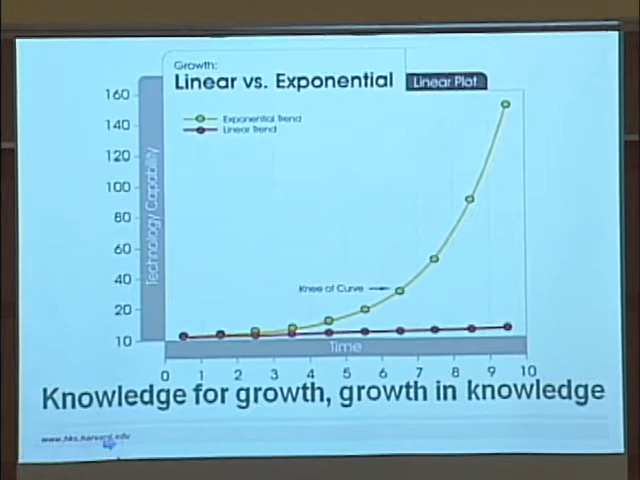 Growth:
Linear vs. Exponential
Linear Plot
Exponential Trend
Linear Trend
Technology Capability
160
140
120
100
80
60
40
20
10
Knee of Curve
Time
0 1 2 3 4 5 6 7 8 9 10
Knowledge for growth, growth in knowledge
www.hks.harvard.edu